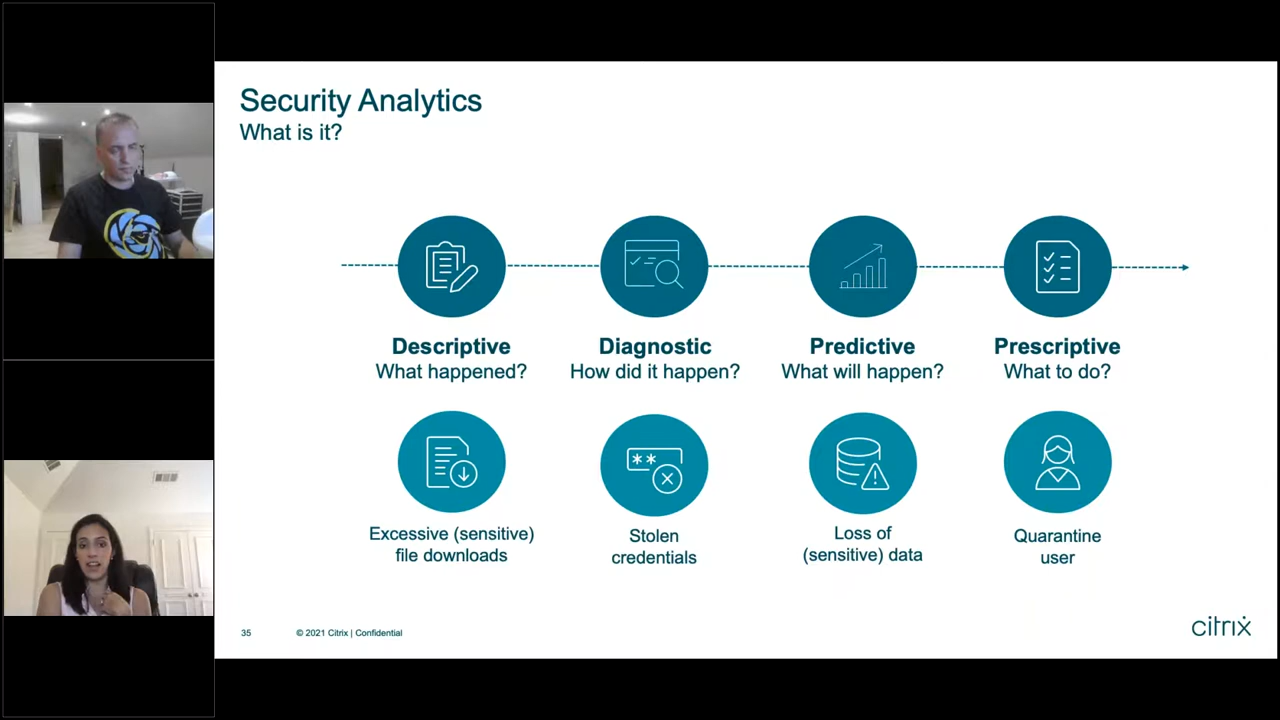 Security Analytics
What is it?
Descriptive
What happened?
Diagnostic
How did it happen?
Predictive
What will happen?
Prescriptive
What to do?
Excessive (sensitive)
file downloads
**
Stolen
credentials
Loss of
(sensitive) data
Quarantine
user
35
© 2021 Citrix | Confidential
citrix